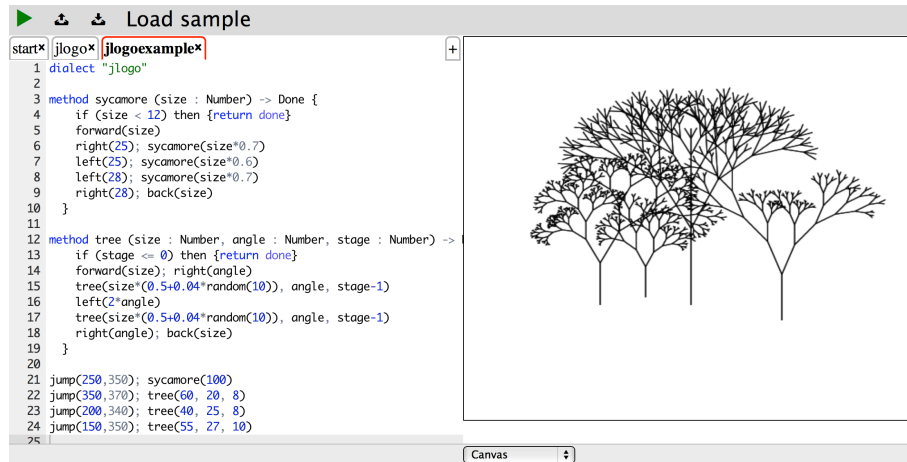 Load sample
start× jlogo× jlogoexample× +
1 dialect "jlogo"
2
3 method sycamore (size : Number) -> Done {
4 if (size < 12) then {return done}
5 forward(size)
6 right(25); sycamore(size*0.7)
7 left(25); sycamore(size*0.6)
8 left(28); sycamore(size*0.7)
9 right(28); back(size)
10 }
11
12 method tree (size : Number, angle : Number, stage : Number) ->
13 if (stage <= 0) then {return done}
14 forward(size); right(angle)
15 tree(size*(0.5+0.04*random(10)), angle, stage-1)
16 left(2*angle)
17 tree(size*(0.5+0.04*random(10)), angle, stage-1)
18 right(angle); back(size)
19 }
20
21 jump(250,350); sycamore(100)
22 jump(350,370); tree(60, 20, 8)
23 jump(200,340); tree(40, 25, 8)
24 jump(150,350); tree(55, 27, 10)
25
Canvas